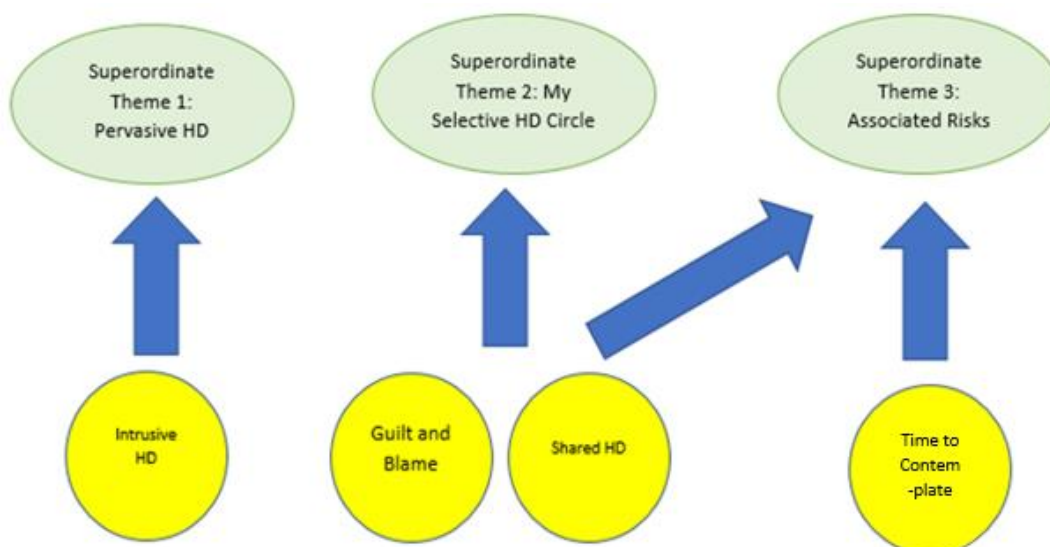 Superordinate
Theme 1:
Pervasive HD
Superordinate
Theme 2: My
Selective HD Circle
Superordinate
Theme 3:
Associated Risks
Intrusive
HD
Guilt and
Blame
Shared HD
Time to
Contem
-plate